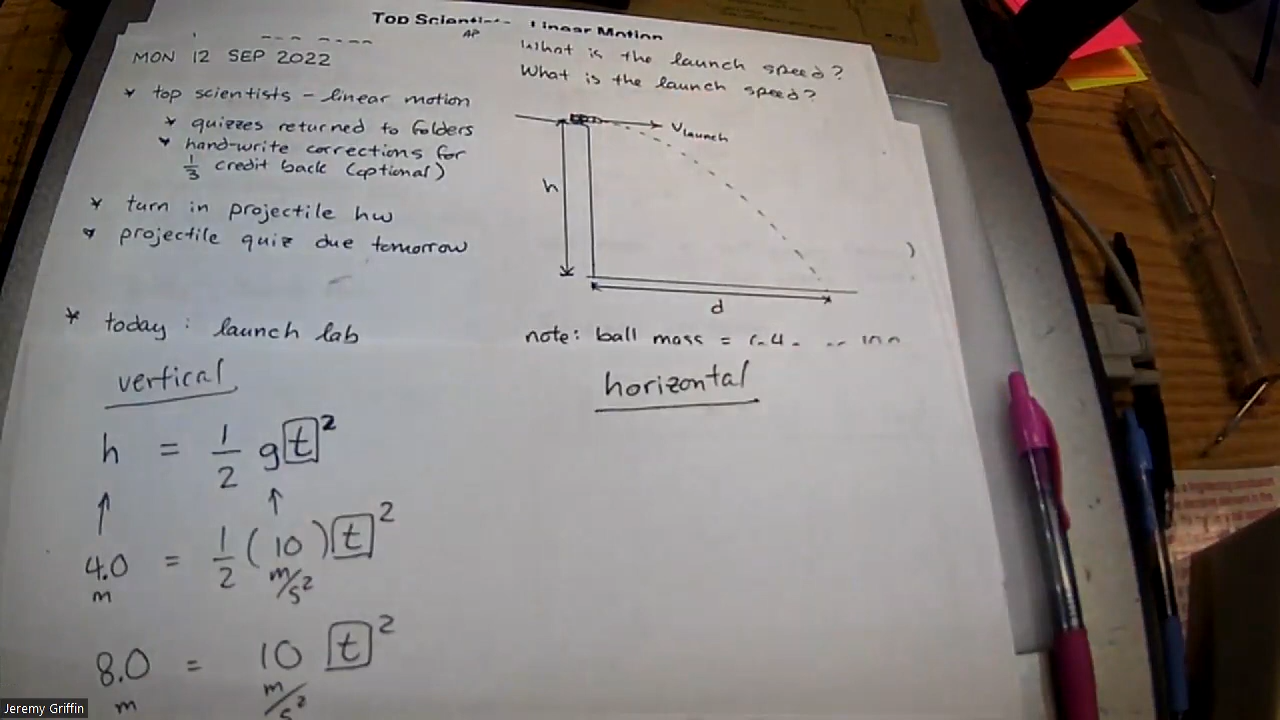 Top Linear Motion
AP
MON 12 SEP 2022
* top scientists - linear motion
* quizzes returned to folders
* hand-write corrections for
1/3 credit back (optional)
* turn in projectile hw
* projectile quiz due tomorrow
* today: launch lab
What is the launch speed?
What is the launch speed?
Vlaunch
h
d
note: ball mass =
vertical
h = 1/2 g t²
4.0 m = 1/2 (10 m/s²) t²
8.0 m = 10 m/s² t²
horizontal
Jeremy Griffin